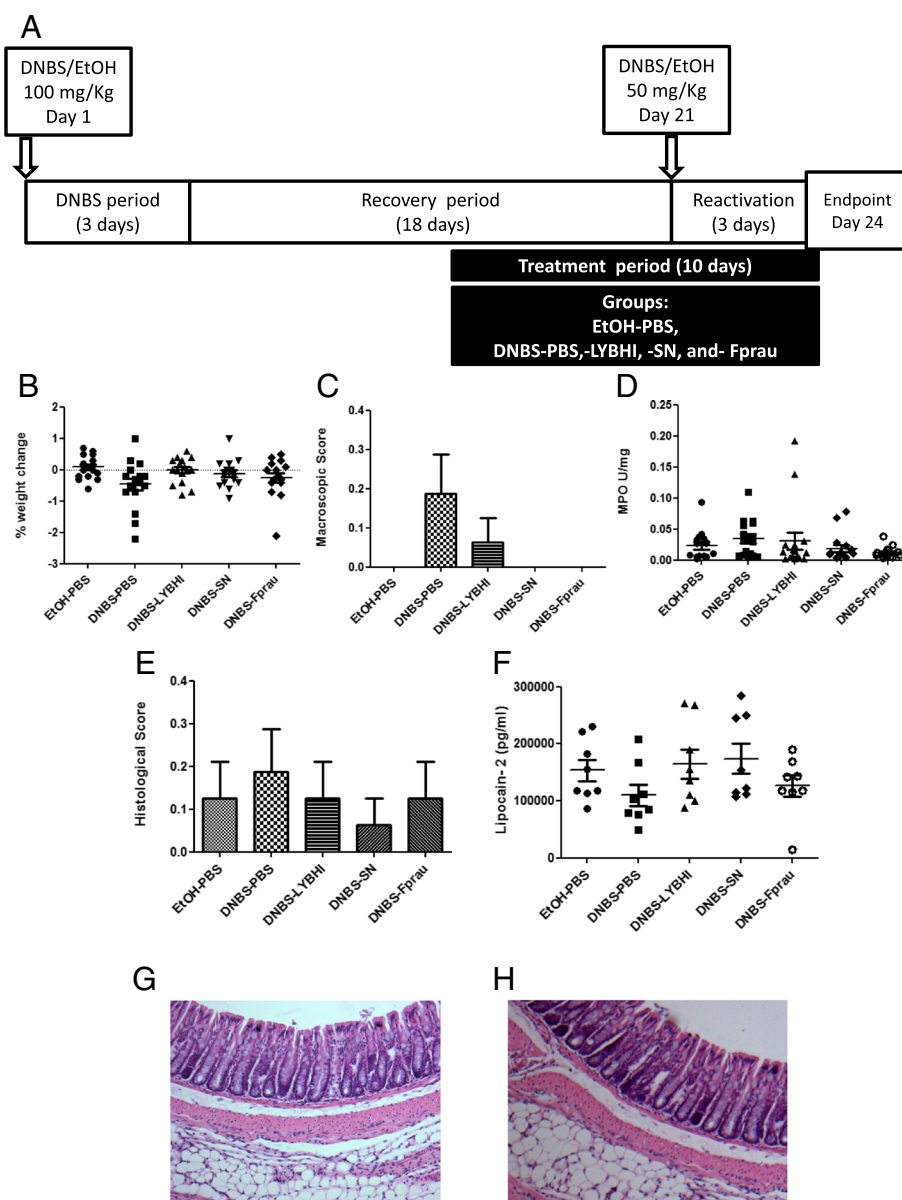 A
DNBS/EtOH
100 mg/Kg
Day 1
DNBS/EtOH
50 mg/Kg
Day 21
DNBS period
(3 days)
Recovery period
(18 days)
Reactivation
(3 days)
Endpoint
Day 24
Treatment period (10 days)
Groups:
EtOH-PBS,
DNBS-PBS,-LYBHI, -SN, and- Fprau
B
% weight change
2
1
0
-1
-2
-3
EtOH-PBS
DNBS-PBS
DNBS-LYBHI
DNBS-SN
DNBS-Fprau
C
Macroscopic Score
0.4
0.3
0.2
0.1
0.0
EtOH-PBS
DNBS-PBS
DNBS-LYBHI
DNBS-SN
DNBS-Fprau
D
MPO U/mg
0.25
0.20
0.15
0.10
0.05
0.00
EtOH-PBS
DNBS-PBS
DNBS-LYBHI
DNBS-SN
DNBS-Fprau
E
Histological Score
0.4
0.3
0.2
0.1
0.0
EtOH-PBS
DNBS-PBS
DNBS-LYBHI
DNBS-SN
DNBS-Fprau
F
Lipocain- 2 (pg/ml)
300000
200000
100000
0
EtOH-PBS
DNBS-PBS
DNBS-LYBHI
DNBS-SN
DNBS-Fprau
G
H